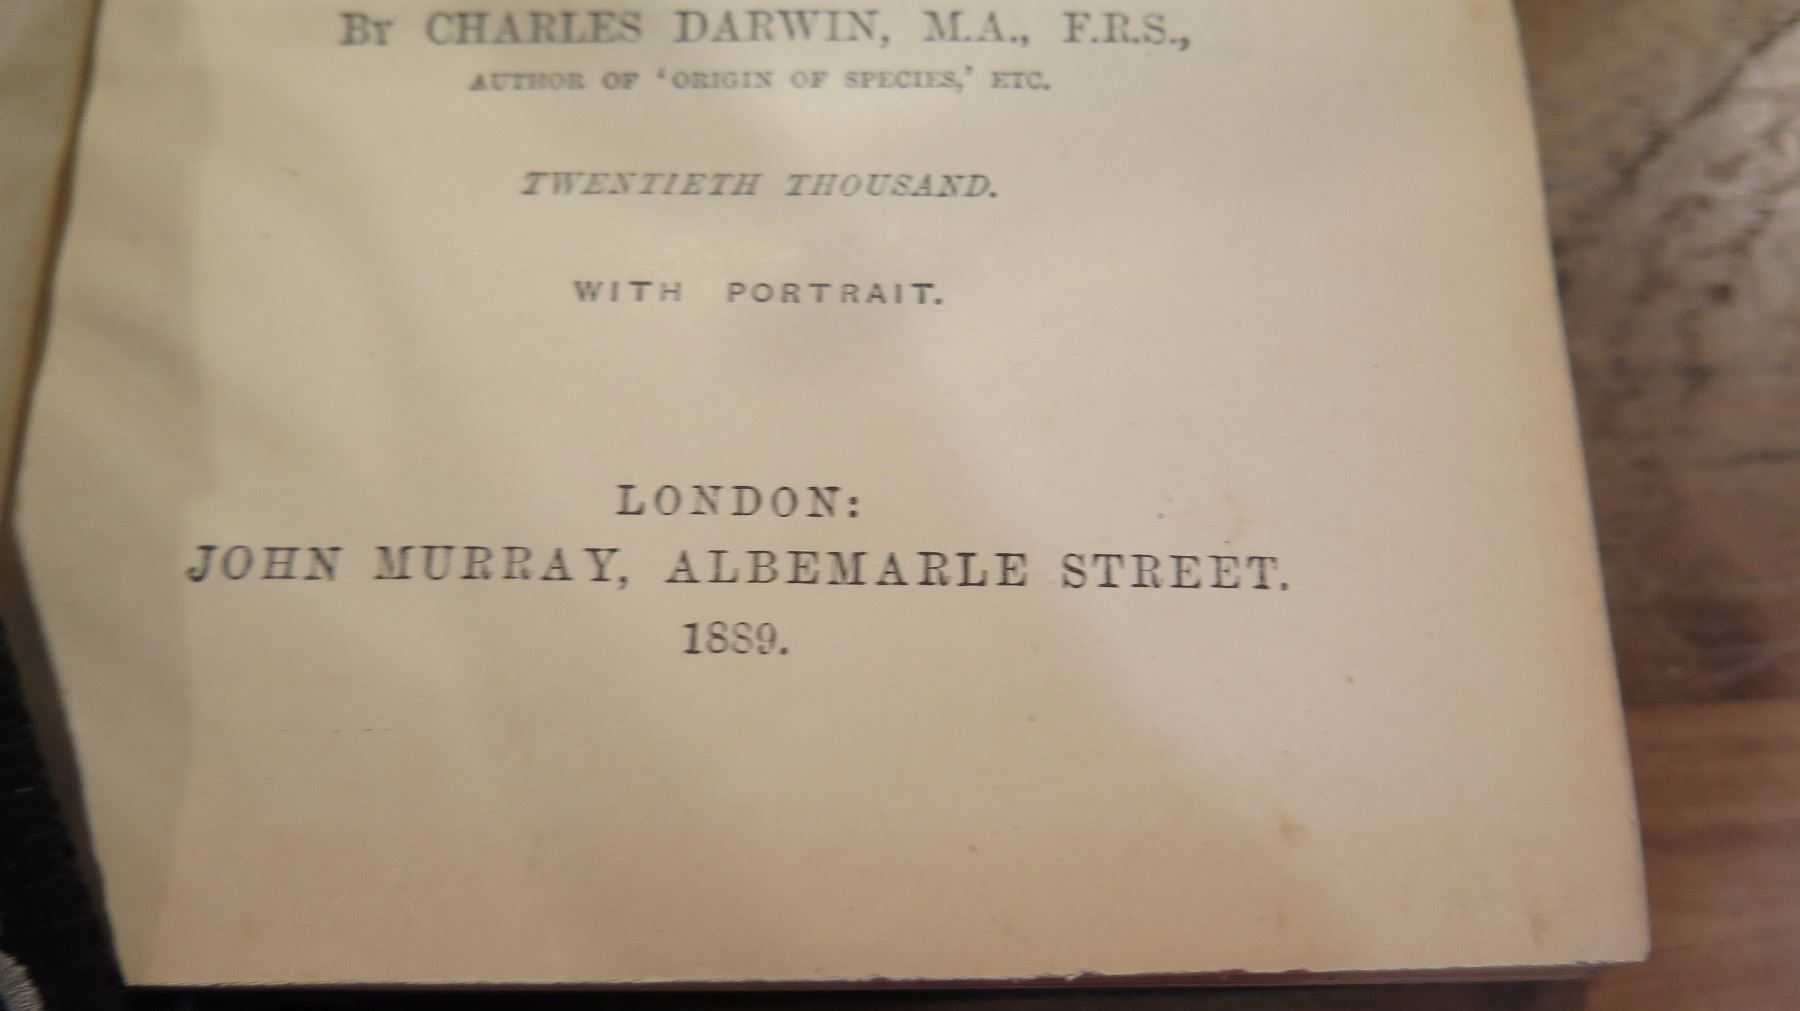 By CHARLES DARWIN, M.A., F.R.S.,
AUTHOR OF 'ORIGIN OF SPECIES,' ETC.
TWENTIETH THOUSAND.
WITH PORTRAIT.
LONDON:
JOHN MURRAY, ALBEMARLE STREET.
1889.